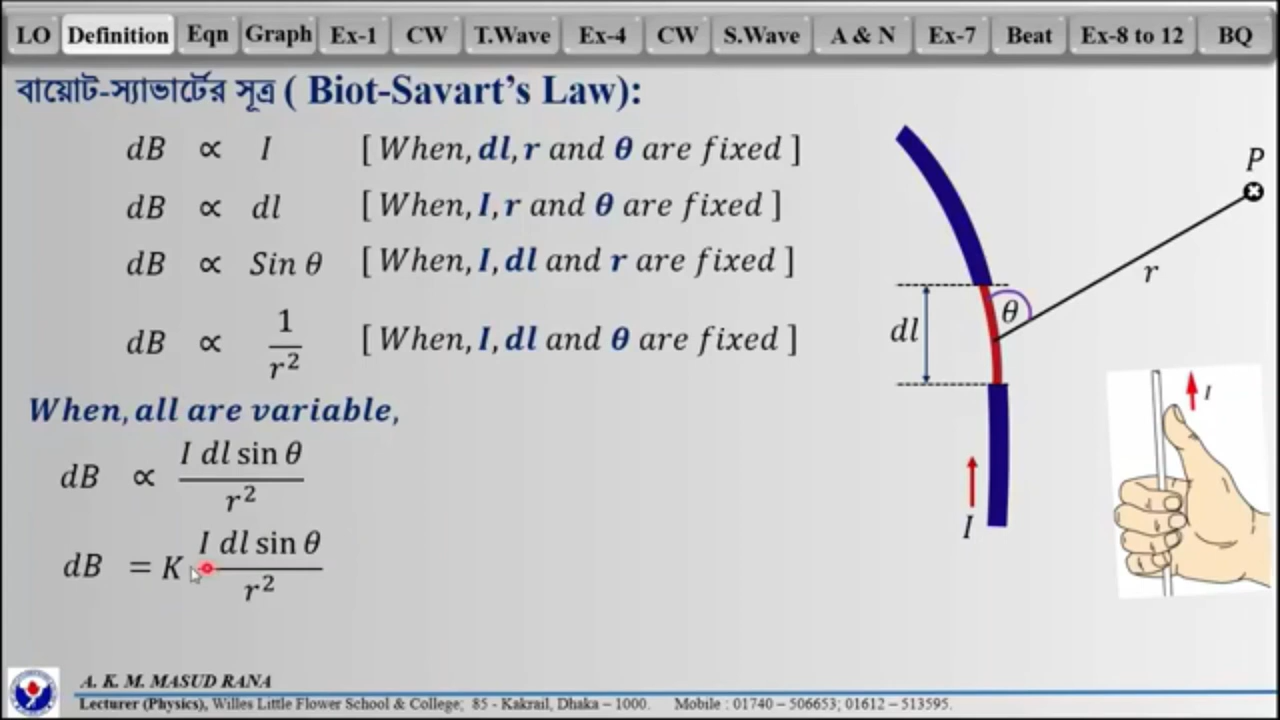 LO Definition Eqn Graph Ex-1 CW T.Wave Ex-4 CW S.Wave A & N Ex-7 Beat Ex-8 to 12 BQ
বায়োট-স্যাভার্টের সূত্র ( Biot-Savart’s Law):
dB ∝ I [ When, dl, r and θ are fixed ]
dB ∝ dl [ When, I, r and θ are fixed ]
dB ∝ Sin θ [ When, I, dl and r are fixed ]
dB ∝ 1/r² [ When, I, dl and θ are fixed ]
When, all are variable,
dB ∝ I dl sin θ / r²
dB = K I dl sin θ / r²
P
r
θ
dl
I
I
A. K. M. MASUD RANA
Lecturer (Physics), Willes Little Flower School & College; 85 - Kakrail, Dhaka – 1000. Mobile : 01740 – 506653; 01612 – 513595.